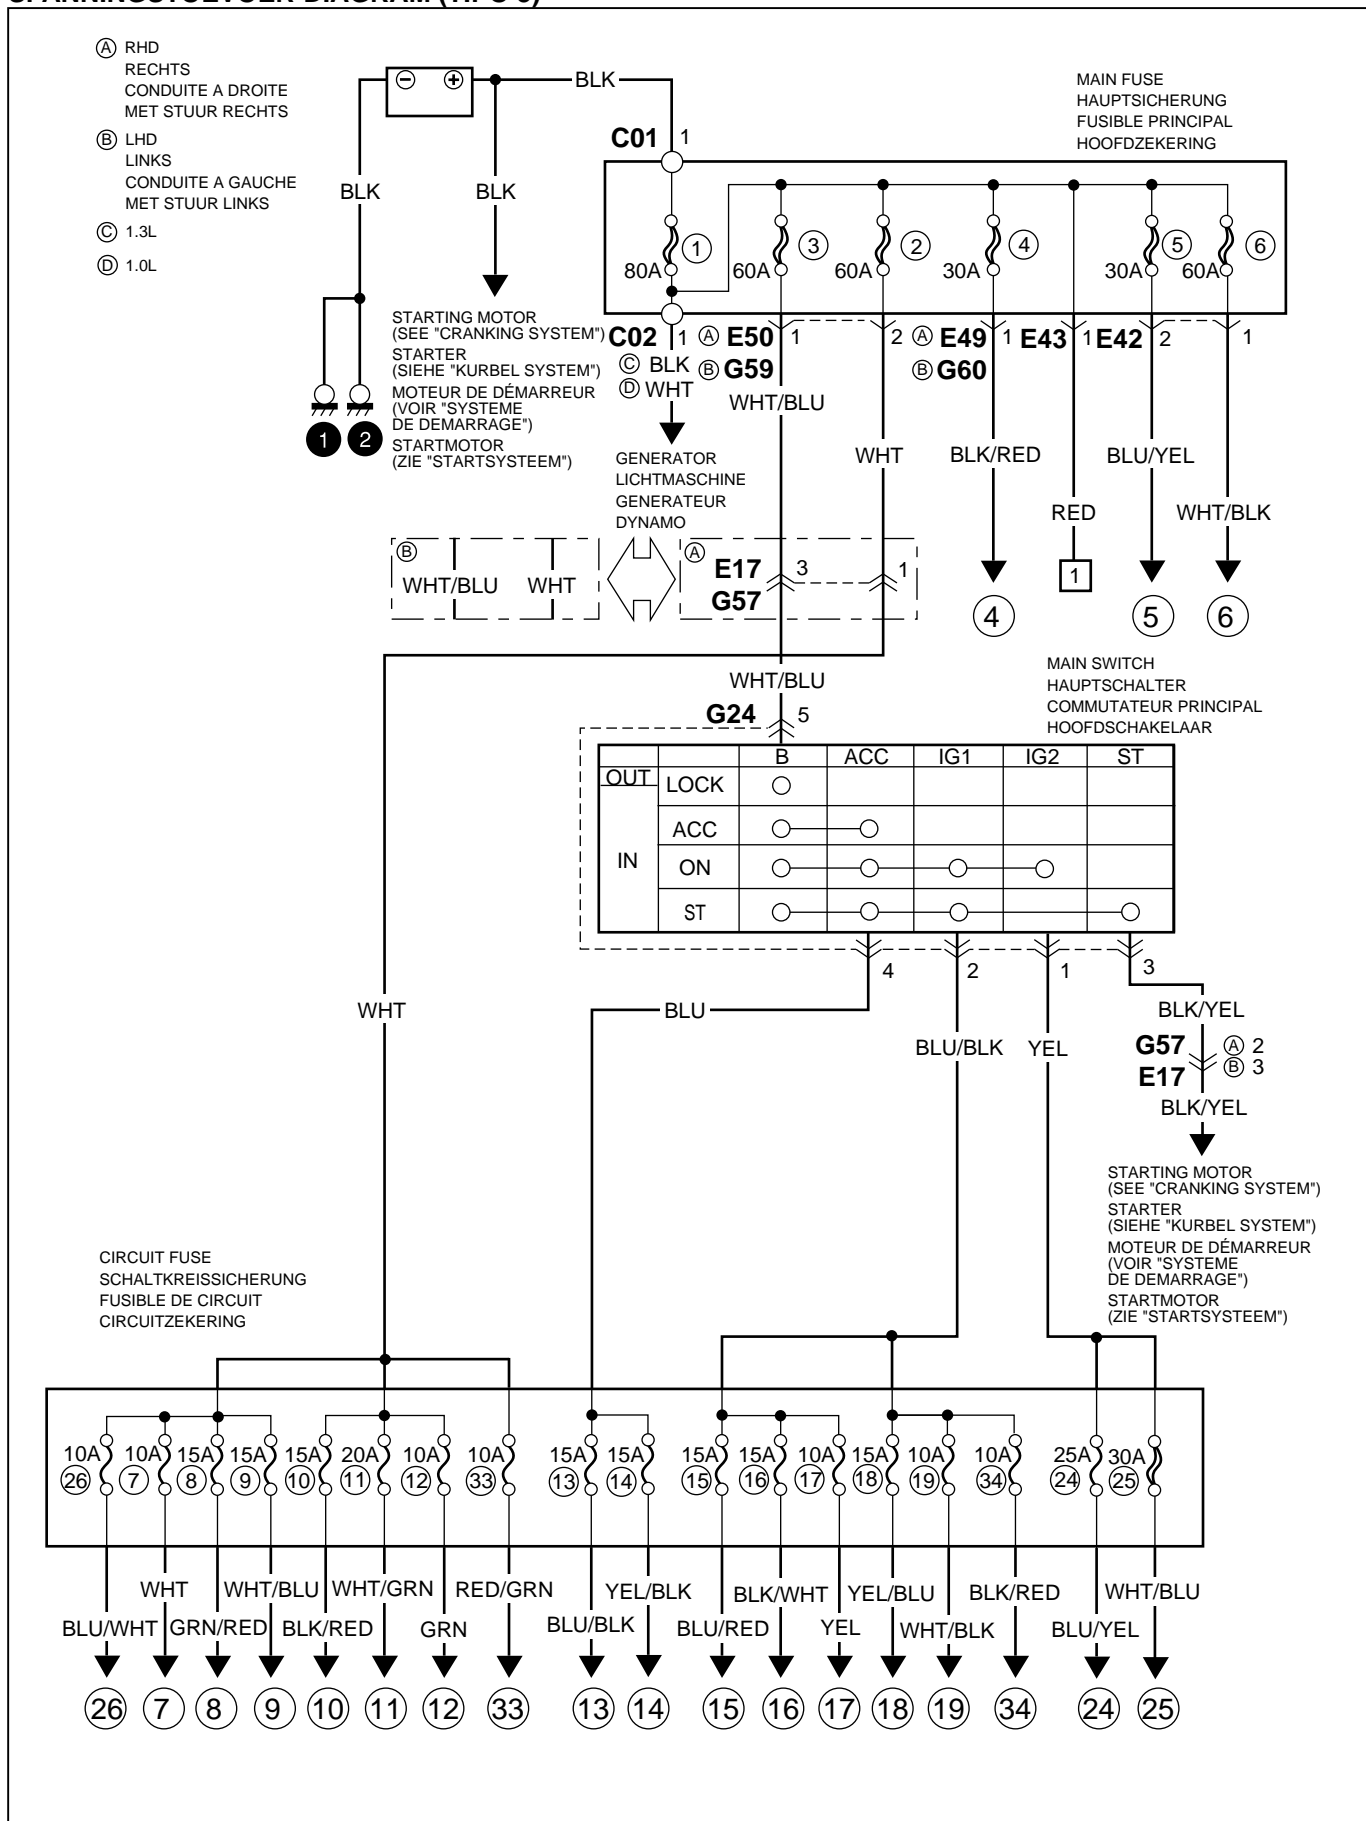 Ⓐ RHD
RECHTS
CONDUITE A DROITE
MET STUUR RECHTS
Ⓑ LHD
LINKS
CONDUITE A GAUCHE
MET STUUR LINKS
Ⓒ 1.3L
Ⓓ 1.0L
BLK
MAIN FUSE
HAUPTSICHERUNG
FUSIBLE PRINCIPAL
HOOFDZEKERING
C01 1
BLK BLK
80A ① 60A ③ 60A ② 30A ④ 30A ⑤ 60A ⑥
STARTING MOTOR
(SEE "CRANKING SYSTEM")
STARTER
(SIEHE "KURBEL SYSTEM")
MOTEUR DE DÉMARREUR
(VOIR "SYSTEME
DE DEMARRAGE")
STARTMOTOR
(ZIE "STARTSYSTEEM")
❶ ❷
C02 1 Ⓐ E50 1 2 Ⓐ E49 1 E43 1 E42 2 1
Ⓒ BLK Ⓑ G59 Ⓑ G60
Ⓓ WHT
WHT/BLU
WHT BLK/RED BLU/YEL
RED WHT/BLK
GENERATOR
LICHTMASCHINE
GENERATEUR
DYNAMO
Ⓑ
WHT/BLU WHT
Ⓐ
E17 3 1
G57
1
④ ⑤ ⑥
WHT/BLU
G24 5
MAIN SWITCH
HAUPTSCHALTER
COMMUTATEUR PRINCIPAL
HOOFDSCHAKELAAR
B ACC IG1 IG2 ST
OUT LOCK
ACC
IN ON
ST
4 2 1 3
WHT BLU BLK/YEL
BLU/BLK YEL
G57 Ⓐ 2
E17 Ⓑ 3
BLK/YEL
STARTING MOTOR
(SEE "CRANKING SYSTEM")
STARTER
(SIEHE "KURBEL SYSTEM")
MOTEUR DE DÉMARREUR
(VOIR "SYSTEME
DE DEMARRAGE")
STARTMOTOR
(ZIE "STARTSYSTEEM")
CIRCUIT FUSE
SCHALTKREISSICHERUNG
FUSIBLE DE CIRCUIT
CIRCUITZEKERING
10A 10A 15A 15A 15A 20A 10A 10A 15A 15A 15A 15A 10A 15A 10A 10A 25A 30A
㉖ ⑦ ⑧ ⑨ ⑩ ⑪ ⑫ ㉝ ⑬ ⑭ ⑮ ⑯ ⑰ ⑱ ⑲ ㉞ ㉔ ㉕
WHT WHT/BLU WHT/GRN RED/GRN YEL/BLK BLK/WHT YEL/BLU BLK/RED WHT/BLU
BLU/WHT GRN/RED BLK/RED GRN BLU/BLK BLU/RED YEL WHT/BLK BLU/YEL
㉖ ⑦ ⑧ ⑨ ⑩ ⑪ ⑫ ㉝ ⑬ ⑭ ⑮ ⑯ ⑰ ⑱ ⑲ ㉞ ㉔ ㉕